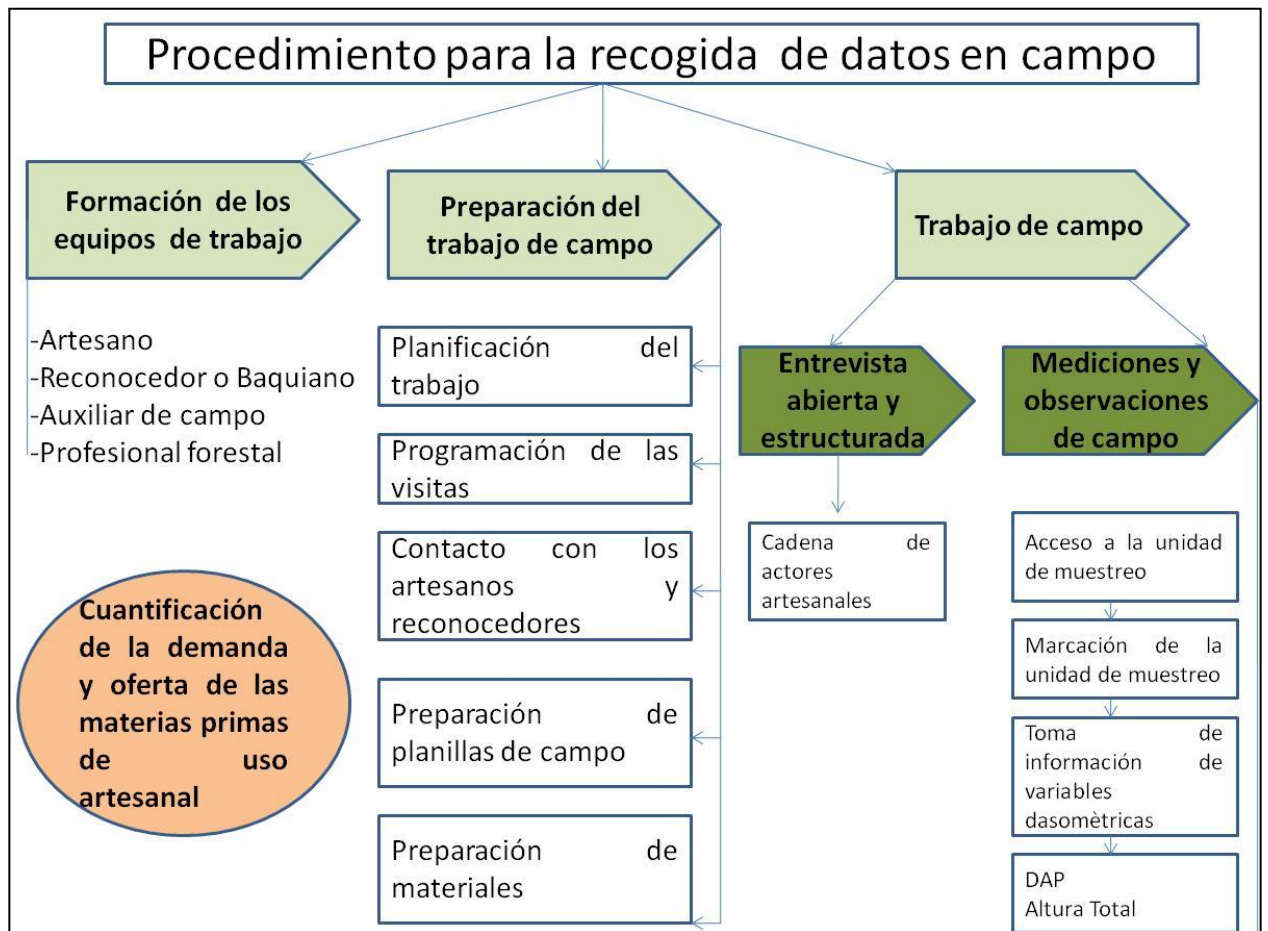 Procedimiento para la recogida de datos en campo
Formación de los
equipos de trabajo
-Artesano
-Reconocedor o Baquiano
-Auxiliar de campo
-Profesional forestal
Cuantificación
de la demanda
y oferta de las
materias primas
de uso
artesanal
Preparación del
trabajo de campo
Planificación del
trabajo
Programación de las
visitas
Contacto con los
artesanos y
reconocedores
Preparación de
planillas de campo
Preparación de
materiales
Trabajo de campo
Entrevista
abierta y
estructurada
Cadena de
actores
artesanales
Mediciones y
observaciones
de campo
Acceso a la unidad
de muestreo
Marcación de la
unidad de muestreo
Toma de
información de
variables
dasomètricas
DAP
Altura Total